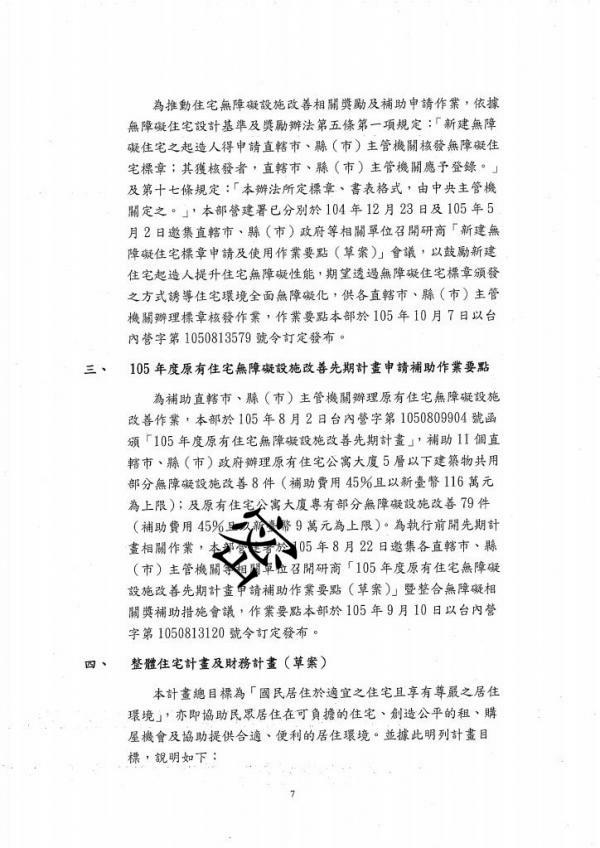 為推動住宅無障礙設施改善相關獎勵及補助申請作業，依據
無障礙住宅設計基準及獎勵辦法第五條第一項規定：「新建無障
礙住宅之起造人得申請直轄市、縣（市）主管機關核發無障礙住
宅標章；其獲核發者，直轄市、縣（市）主管機關應予登錄。」
及第十七條規定：「本辦法所定標章、書表格式，由中央主管機
關定之。」，本部營建署已分別於 104 年 12 月 23 日及 105 年 5
月 2 日邀集直轄市、縣（市）政府等相關單位召開研商「新建無
障礙住宅標章申請及使用作業要點（草案）」會議，以鼓勵新建
住宅起造人提升住宅無障礙性能，期望透過無障礙住宅標章頒發
之方式誘導住宅環境全面無障礙化，供各直轄市、縣（市）主管
機關辦理標章核發作業，作業要點本部於 105 年 10 月 7 日以台
內營字第 1050813579 號令訂定發布。
三、 105 年度原有住宅無障礙設施改善先期計畫申請補助作業要點
為補助直轄市、縣（市）主管機關辦理原有住宅無障礙設施
改善作業，本部於 105 年 8 月 2 日台內營字第 1050809904 號函
頒「105 年度原有住宅無障礙設施改善先期計畫」，補助 11 個直
轄市、縣（市）政府辦理原有住宅公寓大廈 5 層以下建築物共用
部分無障礙設施改善 8 件（補助費用 45%且以新臺幣 116 萬元
為上限）；及原有住宅公寓大廈專有部分無障礙設施改善 79 件
（補助費用 45%且以新臺幣 9 萬元為上限）。為執行前開先期計
畫相關作業，本部營建署於 105 年 8 月 22 日邀集各直轄市、縣
（市）主管機關等相關單位召開研商「105 年度原有住宅無障礙
設施改善先期計畫申請補助作業要點（草案）」暨整合無障礙相
關獎補助措施會議，作業要點本部於 105 年 9 月 10 日以台內營
字第 1050813120 號令訂定發布。
四、 整體住宅計畫及財務計畫（草案）
本計畫總目標為「國民居住於適宜之住宅且享有尊嚴之居住
環境」，亦即協助民眾居住在可負擔的住宅、創造公平的租、購
屋機會及協助提供合適、便利的居住環境。並據此明列計畫目
標，說明如下：
7